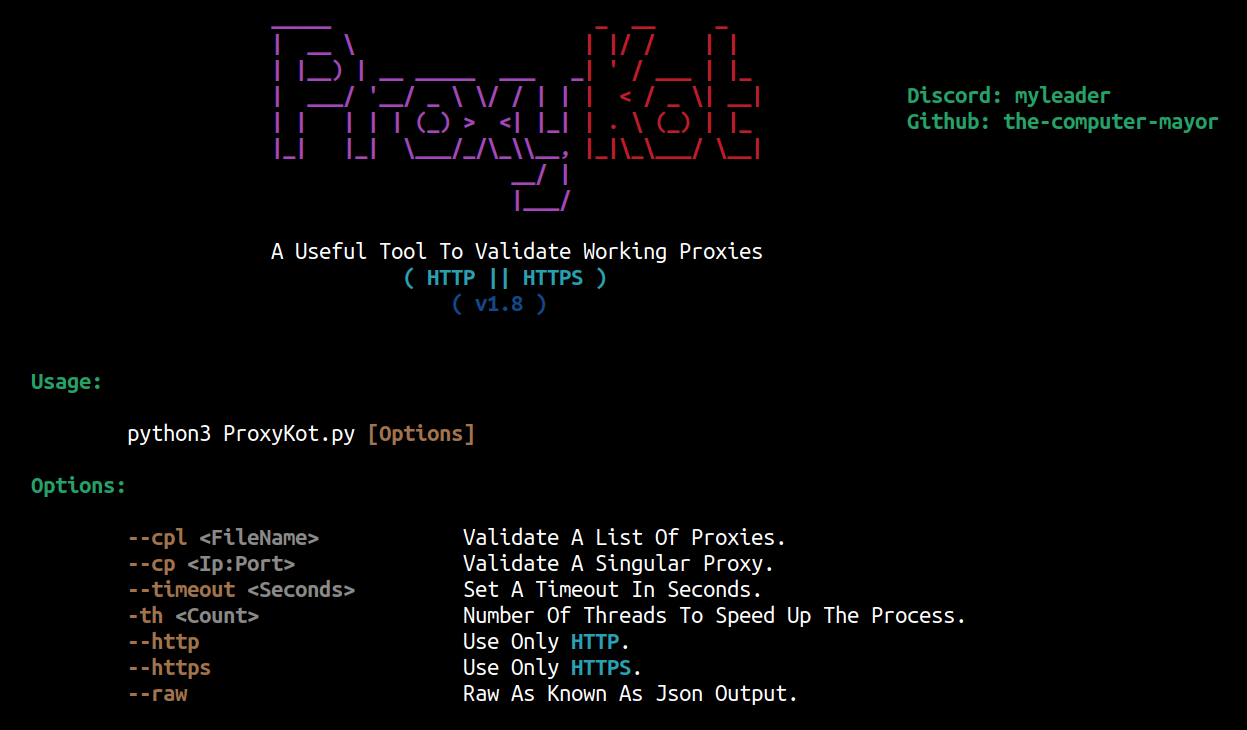 ProxyKot
Discord: myleader
Github: the-computer-mayor
A Useful Tool To Validate Working Proxies
( HTTP || HTTPS )
( v1.8 )
Usage:
python3 ProxyKot.py [Options]
Options:
--cpl <FileName> Validate A List Of Proxies.
--cp <Ip:Port> Validate A Singular Proxy.
--timeout <Seconds> Set A Timeout In Seconds.
-th <Count> Number Of Threads To Speed Up The Process.
--http Use Only HTTP.
--https Use Only HTTPS.
--raw Raw As Known As Json Output.